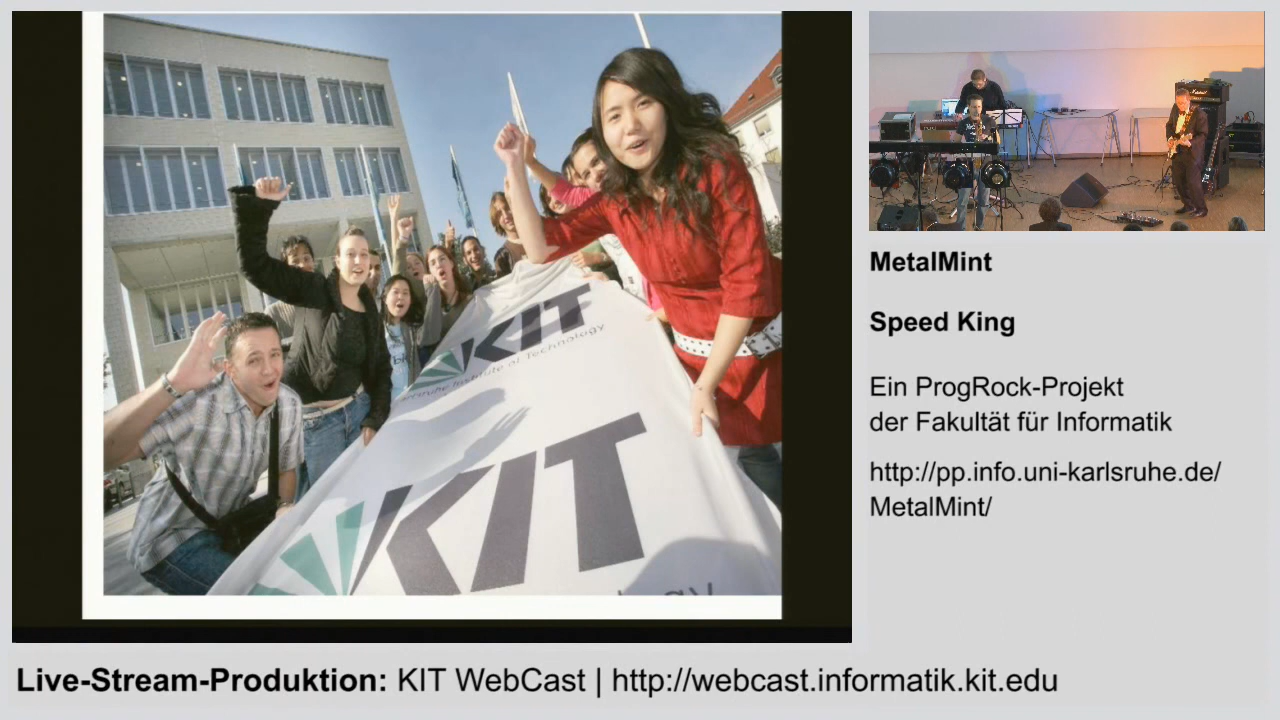 KIT
Karlsruhe Institute of Technology
KIT
MetalMint
Speed King
Ein ProgRock-Projekt
der Fakultät für Informatik
http://pp.info.uni-karlsruhe.de/
MetalMint/
Live-Stream-Produktion: KIT WebCast | http://webcast.informatik.kit.edu